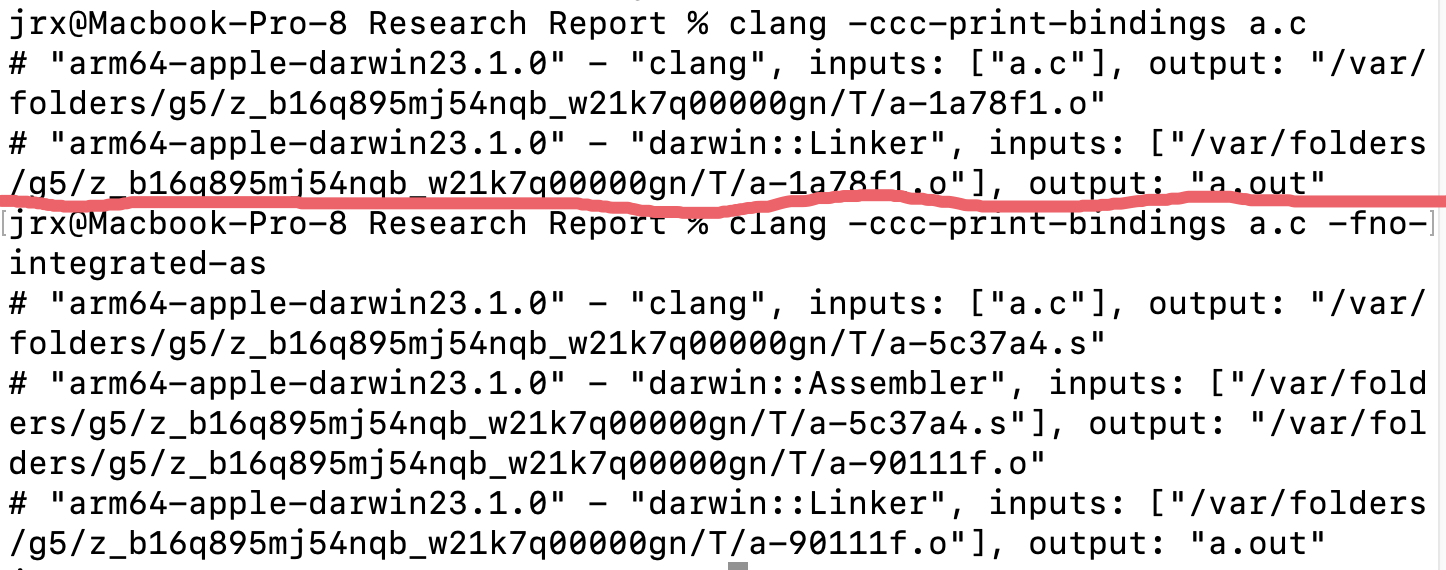 jrx@Macbook-Pro-8 Research Report % clang -ccc-print-bindings a.c
# "arm64-apple-darwin23.1.0" - "clang", inputs: ["a.c"], output: "/var/
folders/g5/z_b16q895mj54nqb_w21k7q00000gn/T/a-1a78f1.o"
# "arm64-apple-darwin23.1.0" - "darwin::Linker", inputs: ["/var/folders
/g5/z_b16q895mj54nqb_w21k7q00000gn/T/a-1a78f1.o"], output: "a.out"
[jrx@Macbook-Pro-8 Research Report % clang -ccc-print-bindings a.c -fno-]
integrated-as
# "arm64-apple-darwin23.1.0" - "clang", inputs: ["a.c"], output: "/var/
folders/g5/z_b16q895mj54nqb_w21k7q00000gn/T/a-5c37a4.s"
# "arm64-apple-darwin23.1.0" - "darwin::Assembler", inputs: ["/var/fold
ers/g5/z_b16q895mj54nqb_w21k7q00000gn/T/a-5c37a4.s"], output: "/var/fol
ders/g5/z_b16q895mj54nqb_w21k7q00000gn/T/a-90111f.o"
# "arm64-apple-darwin23.1.0" - "darwin::Linker", inputs: ["/var/folders
/g5/z_b16q895mj54nqb_w21k7q00000gn/T/a-90111f.o"], output: "a.out"